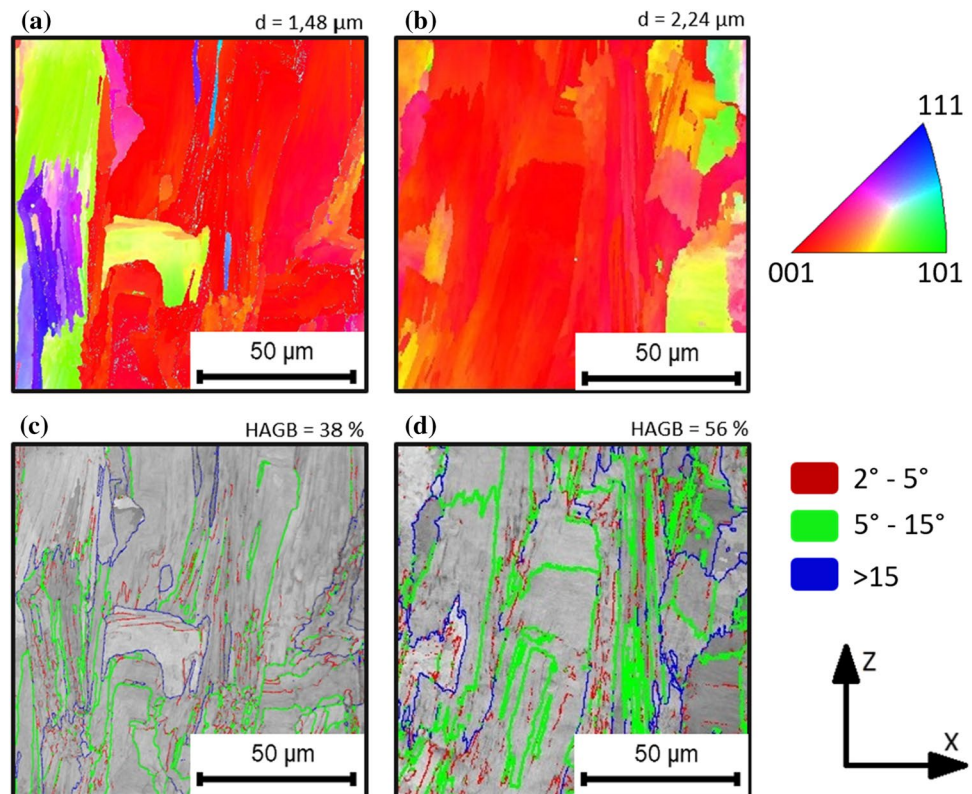 (a) d = 1,48 µm
(b) d = 2,24 µm
50 µm
50 µm
111
001
101
(c) HAGB = 38 %
(d) HAGB = 56 %
50 µm
50 µm
2° - 5°
5° - 15°
>15
Z
X